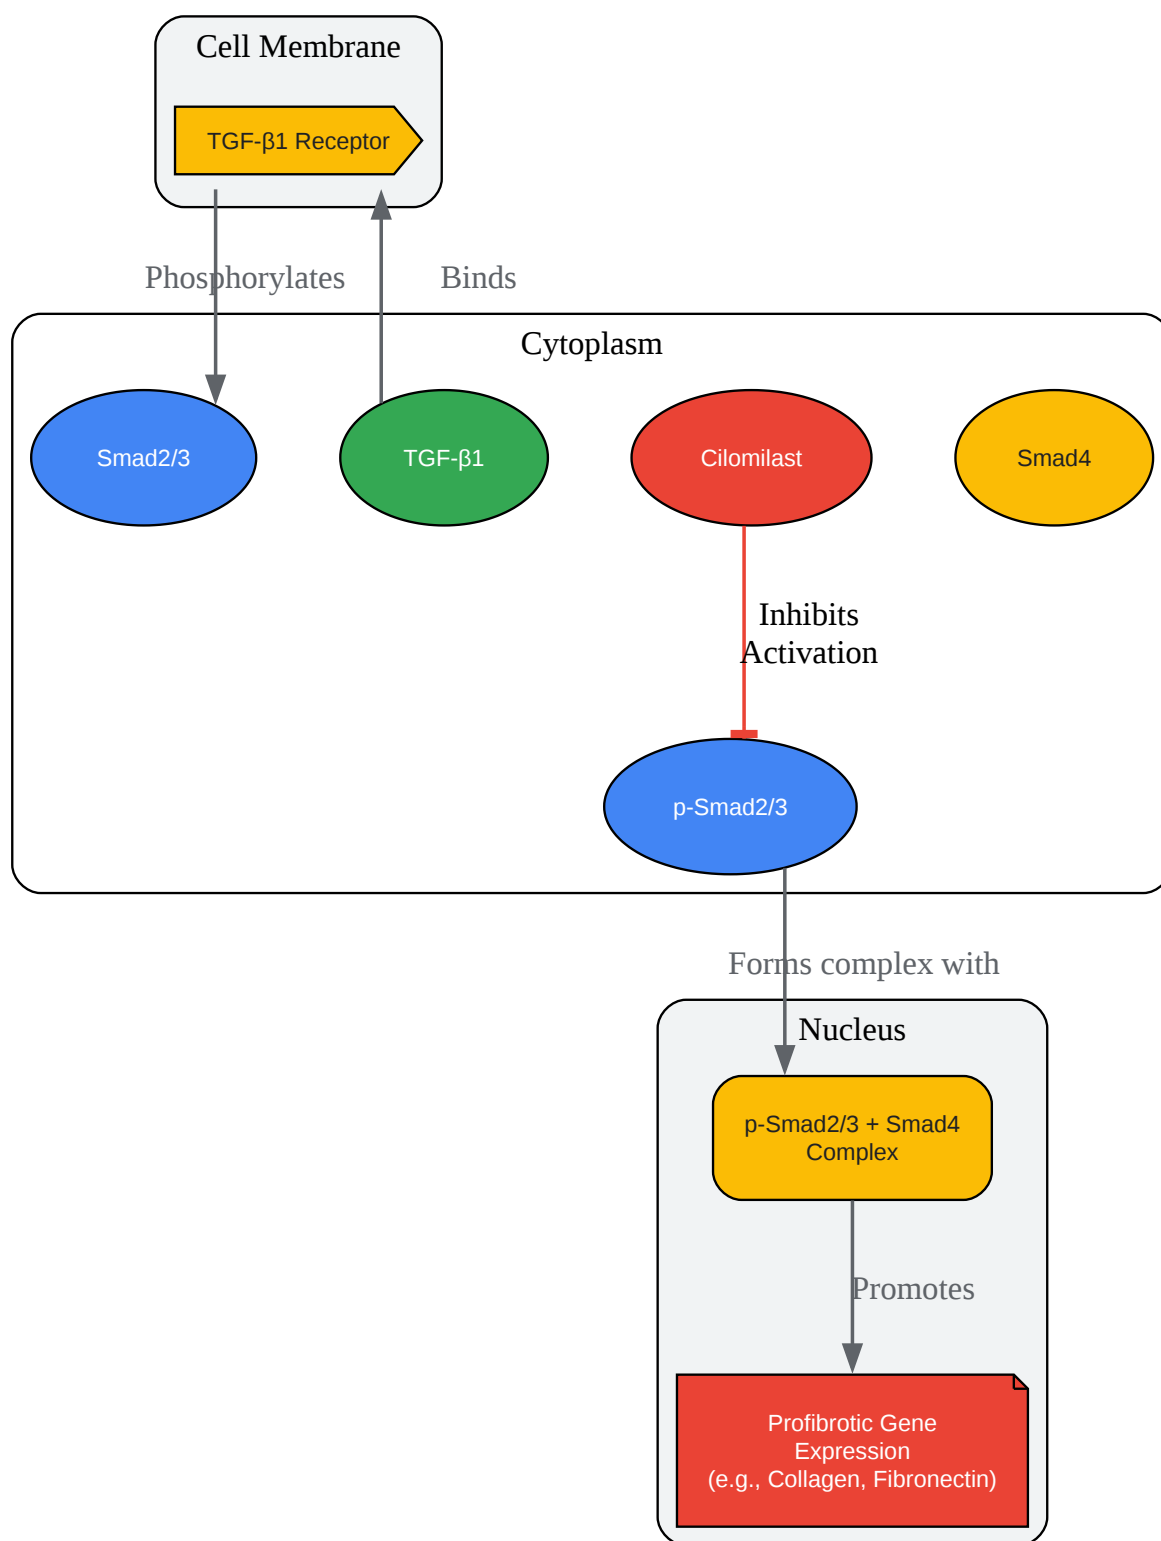 Cell Membrane
TGF-β1 Receptor
Phosphorylates
Binds
Cytoplasm
Smad2/3
TGF-β1
Cilomilast
Smad4
Inhibits
Activation
p-Smad2/3
Forms complex with
Nucleus
p-Smad2/3 + Smad4
Complex
Promotes
Profibrotic Gene
Expression
(e.g., Collagen, Fibronectin)